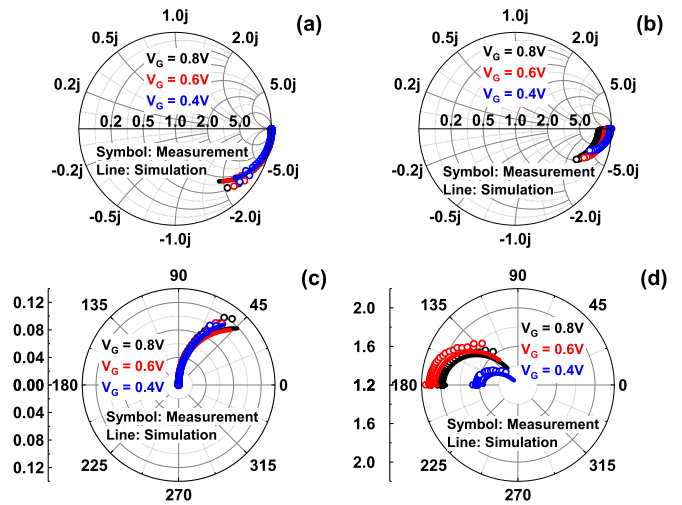 (a)
1.0j
0.5j
2.0j
0.2j
5.0j
V_G = 0.8V
V_G = 0.6V
V_G = 0.4V
0.2 0.5 1.0 2.0 5.0
Symbol: Measurement
Line: Simulation
-0.2j
-5.0j
-0.5j
-2.0j
-1.0j
(b)
1.0j
0.5j
2.0j
0.2j
5.0j
V_G = 0.8V
V_G = 0.6V
V_G = 0.4V
0.2 0.5 1.0 2.0 5.0
Symbol: Measurement
Line: Simulation
-0.2j
-5.0j
-0.5j
-2.0j
-1.0j
(c)
90
135
45
0.12
0.08
0.04
0.00
0.04
0.08
0.12
180
0
V_G = 0.8V
V_G = 0.6V
V_G = 0.4V
Symbol: Measurement
Line: Simulation
225
315
270
(d)
90
135
45
2.0
1.6
1.2
1.6
2.0
180
0
V_G = 0.8V
V_G = 0.6V
V_G = 0.4V
Symbol: Measurement
Line: Simulation
225
315
270